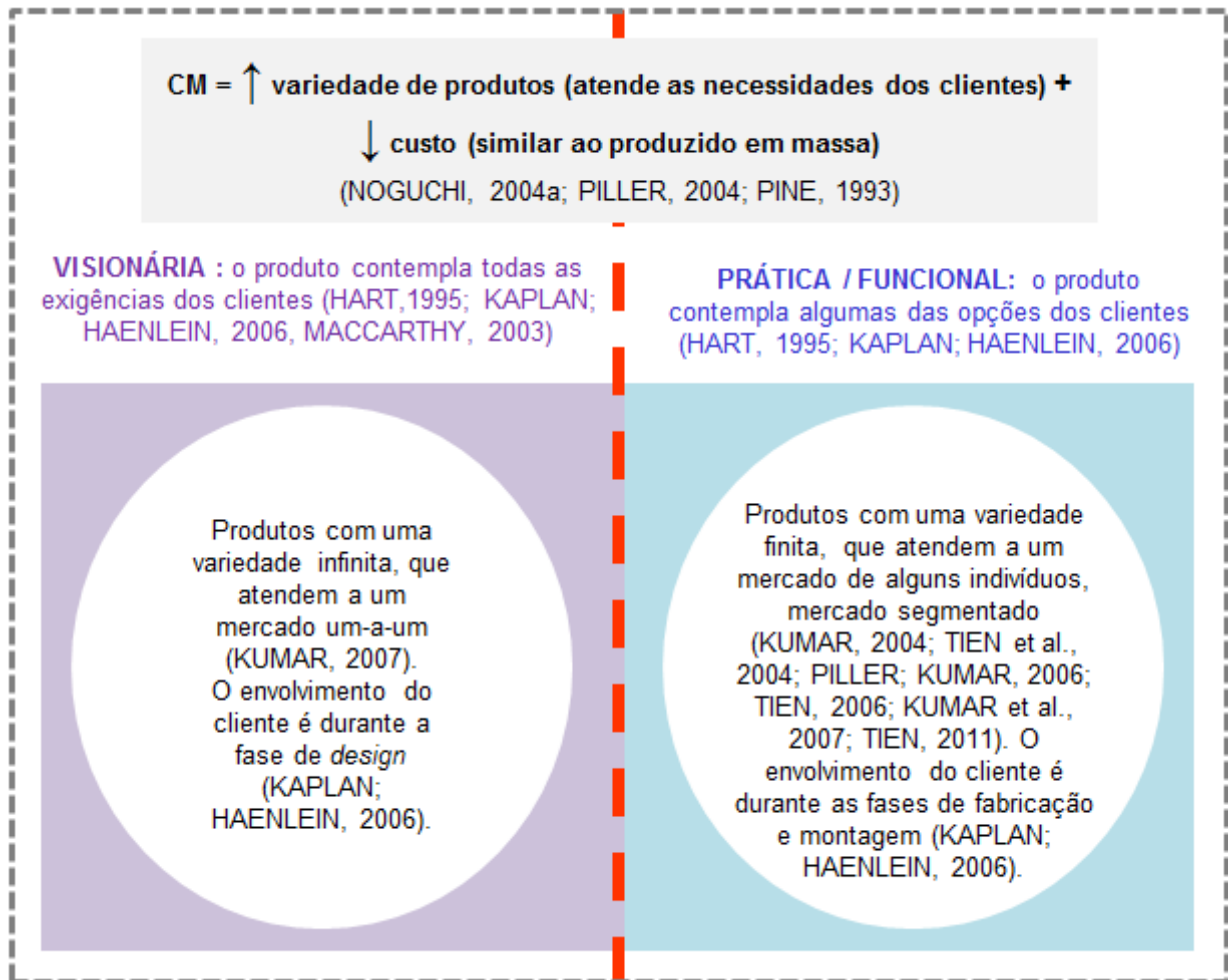 CM = ↑ variedade de produtos (atende as necessidades dos clientes) +
↓ custo (similar ao produzido em massa)
(NOGUCHI, 2004a; PILLER, 2004; PINE, 1993)
VISIONÁRIA : o produto contempla todas as
exigências dos clientes (HART,1995; KAPLAN;
HAENLEIN, 2006, MACCARTHY, 2003)
PRÁTICA / FUNCIONAL: o produto
contempla algumas das opções dos clientes
(HART, 1995; KAPLAN; HAENLEIN, 2006)
Produtos com uma
variedade infinita, que
atendem a um
mercado um-a-um
(KUMAR, 2007).
O envolvimento do
cliente é durante a
fase de design
(KAPLAN;
HAENLEIN, 2006).
Produtos com uma variedade
finita, que atendem a um
mercado de alguns indivíduos,
mercado segmentado
(KUMAR, 2004; TIEN et al.,
2004; PILLER; KUMAR, 2006;
TIEN, 2006; KUMAR et al.,
2007; TIEN, 2011). O
envolvimento do cliente é
durante as fases de fabricação
e montagem (KAPLAN;
HAENLEIN, 2006).